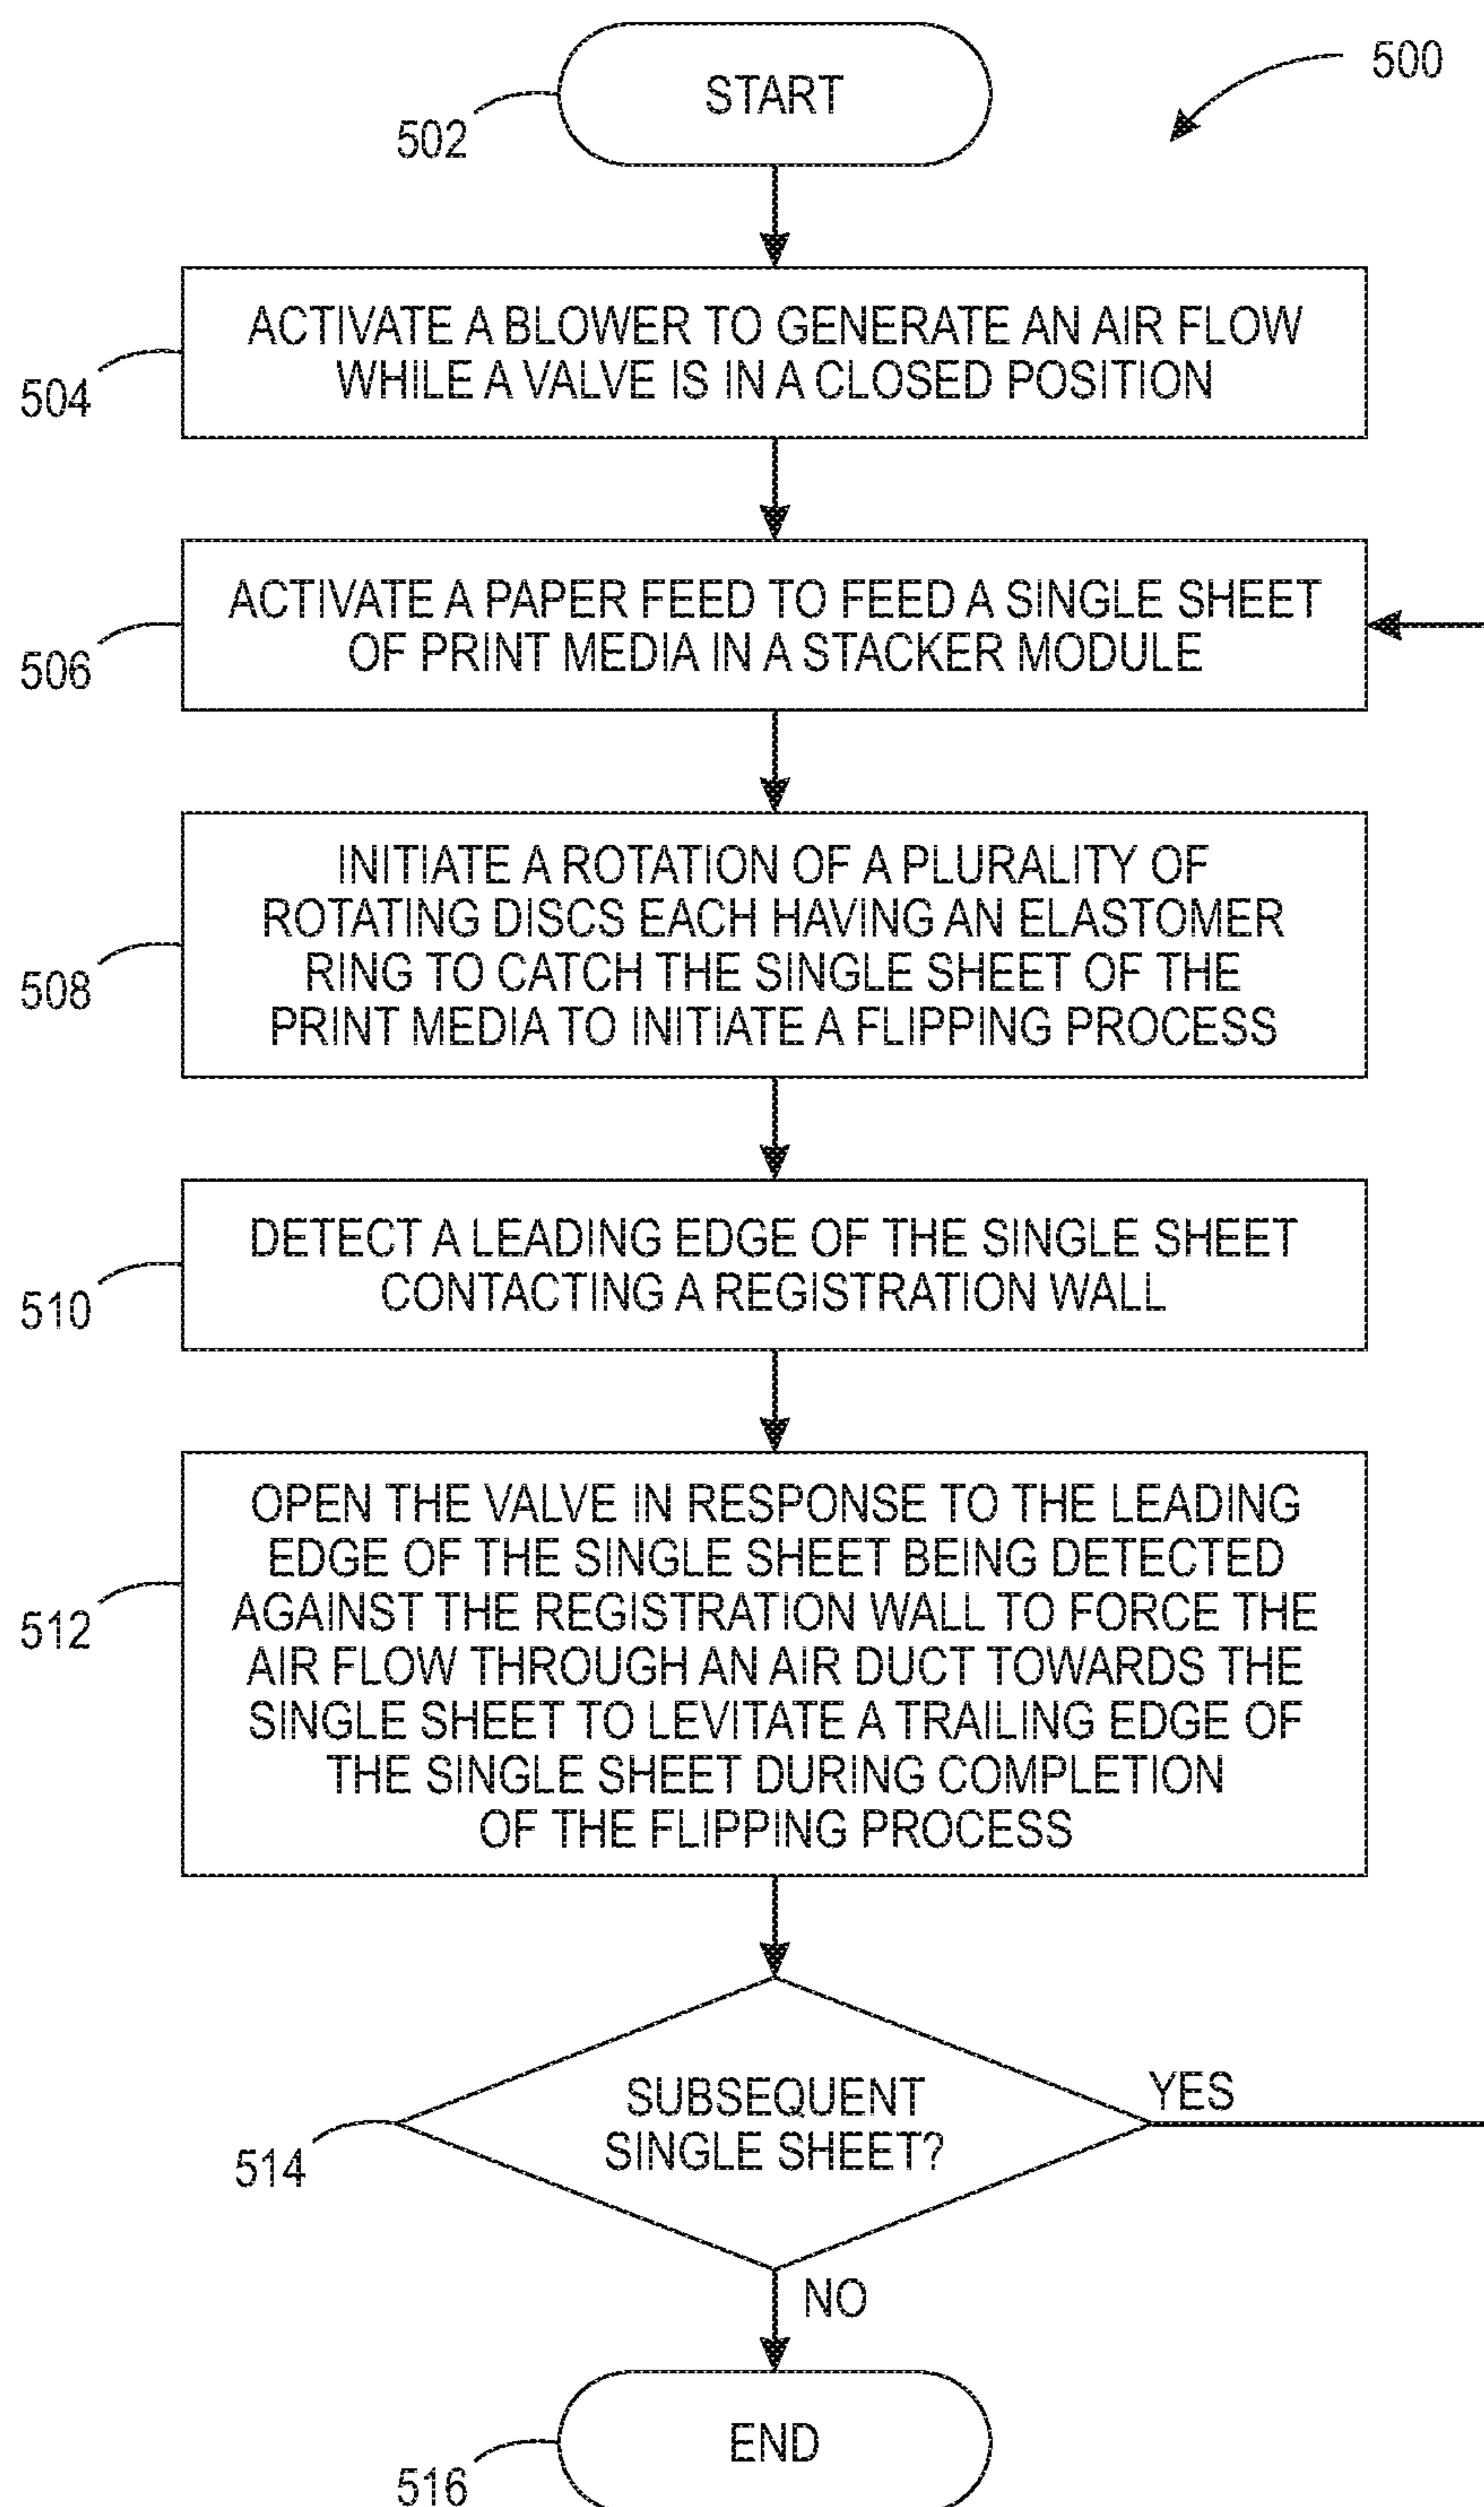 500
START
502
ACTIVATE A BLOWER TO GENERATE AN AIR FLOW
WHILE A VALVE IS IN A CLOSED POSITION
504
ACTIVATE A PAPER FEED TO FEED A SINGLE SHEET
OF PRINT MEDIA IN A STACKER MODULE
506
INITIATE A ROTATION OF A PLURALITY OF
ROTATING DISCS EACH HAVING AN ELASTOMER
RING TO CATCH THE SINGLE SHEET OF THE
PRINT MEDIA TO INITIATE A FLIPPING PROCESS
508
DETECT A LEADING EDGE OF THE SINGLE SHEET
CONTACTING A REGISTRATION WALL
510
OPEN THE VALVE IN RESPONSE TO THE LEADING
EDGE OF THE SINGLE SHEET BEING DETECTED
AGAINST THE REGISTRATION WALL TO FORCE THE
AIR FLOW THROUGH AN AIR DUCT TOWARDS THE
SINGLE SHEET TO LEVITATE A TRAILING EDGE OF
THE SINGLE SHEET DURING COMPLETION
OF THE FLIPPING PROCESS
512
SUBSEQUENT
SINGLE SHEET?
YES
514
NO
END
516